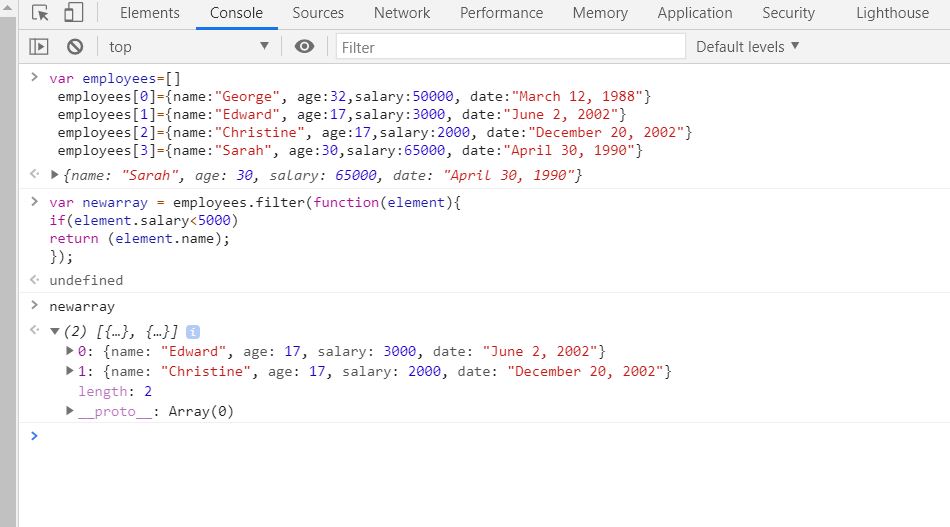 Elements Console Sources Network Performance Memory Application Security Lighthouse
top Filter Default levels
var employees=[]
employees[0]={name:"George", age:32,salary:50000, date:"March 12, 1988"}
employees[1]={name:"Edward", age:17,salary:3000, date:"June 2, 2002"}
employees[2]={name:"Christine", age:17,salary:2000, date:"December 20, 2002"}
employees[3]={name:"Sarah", age:30,salary:65000, date:"April 30, 1990"}
{name: "Sarah", age: 30, salary: 65000, date: "April 30, 1990"}
var newarray = employees.filter(function(element){
if(element.salary<5000)
return (element.name);
});
undefined
newarray
(2) [{…}, {…}] i
0: {name: "Edward", age: 17, salary: 3000, date: "June 2, 2002"}
1: {name: "Christine", age: 17, salary: 2000, date: "December 20, 2002"}
length: 2
__proto__: Array(0)